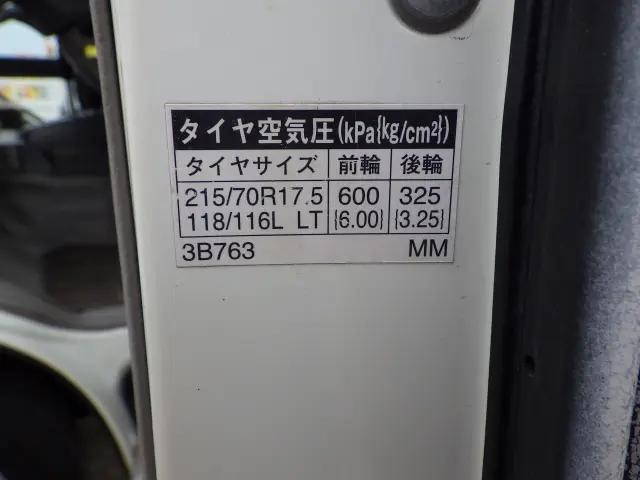 タイヤ空気圧(kPa{kg/cm²})
タイヤサイズ 前輪 後輪
215/70R17.5 600 325
118/116L LT {6.00} {3.25}
3B763 MM